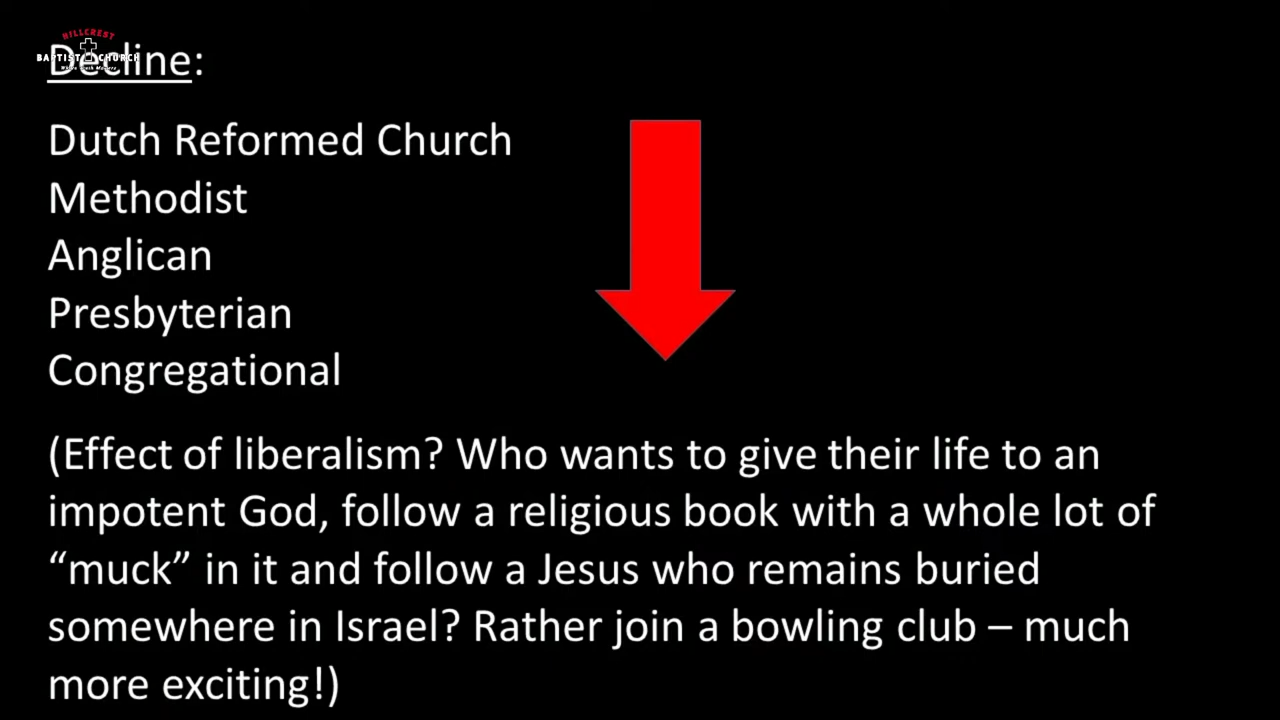 HILLCREST
BAPTIST CHURCH
Decline:
Dutch Reformed Church
Methodist
Anglican
Presbyterian
Congregational
(Effect of liberalism? Who wants to give their life to an
impotent God, follow a religious book with a whole lot of
“muck” in it and follow a Jesus who remains buried
somewhere in Israel? Rather join a bowling club – much
more exciting!)